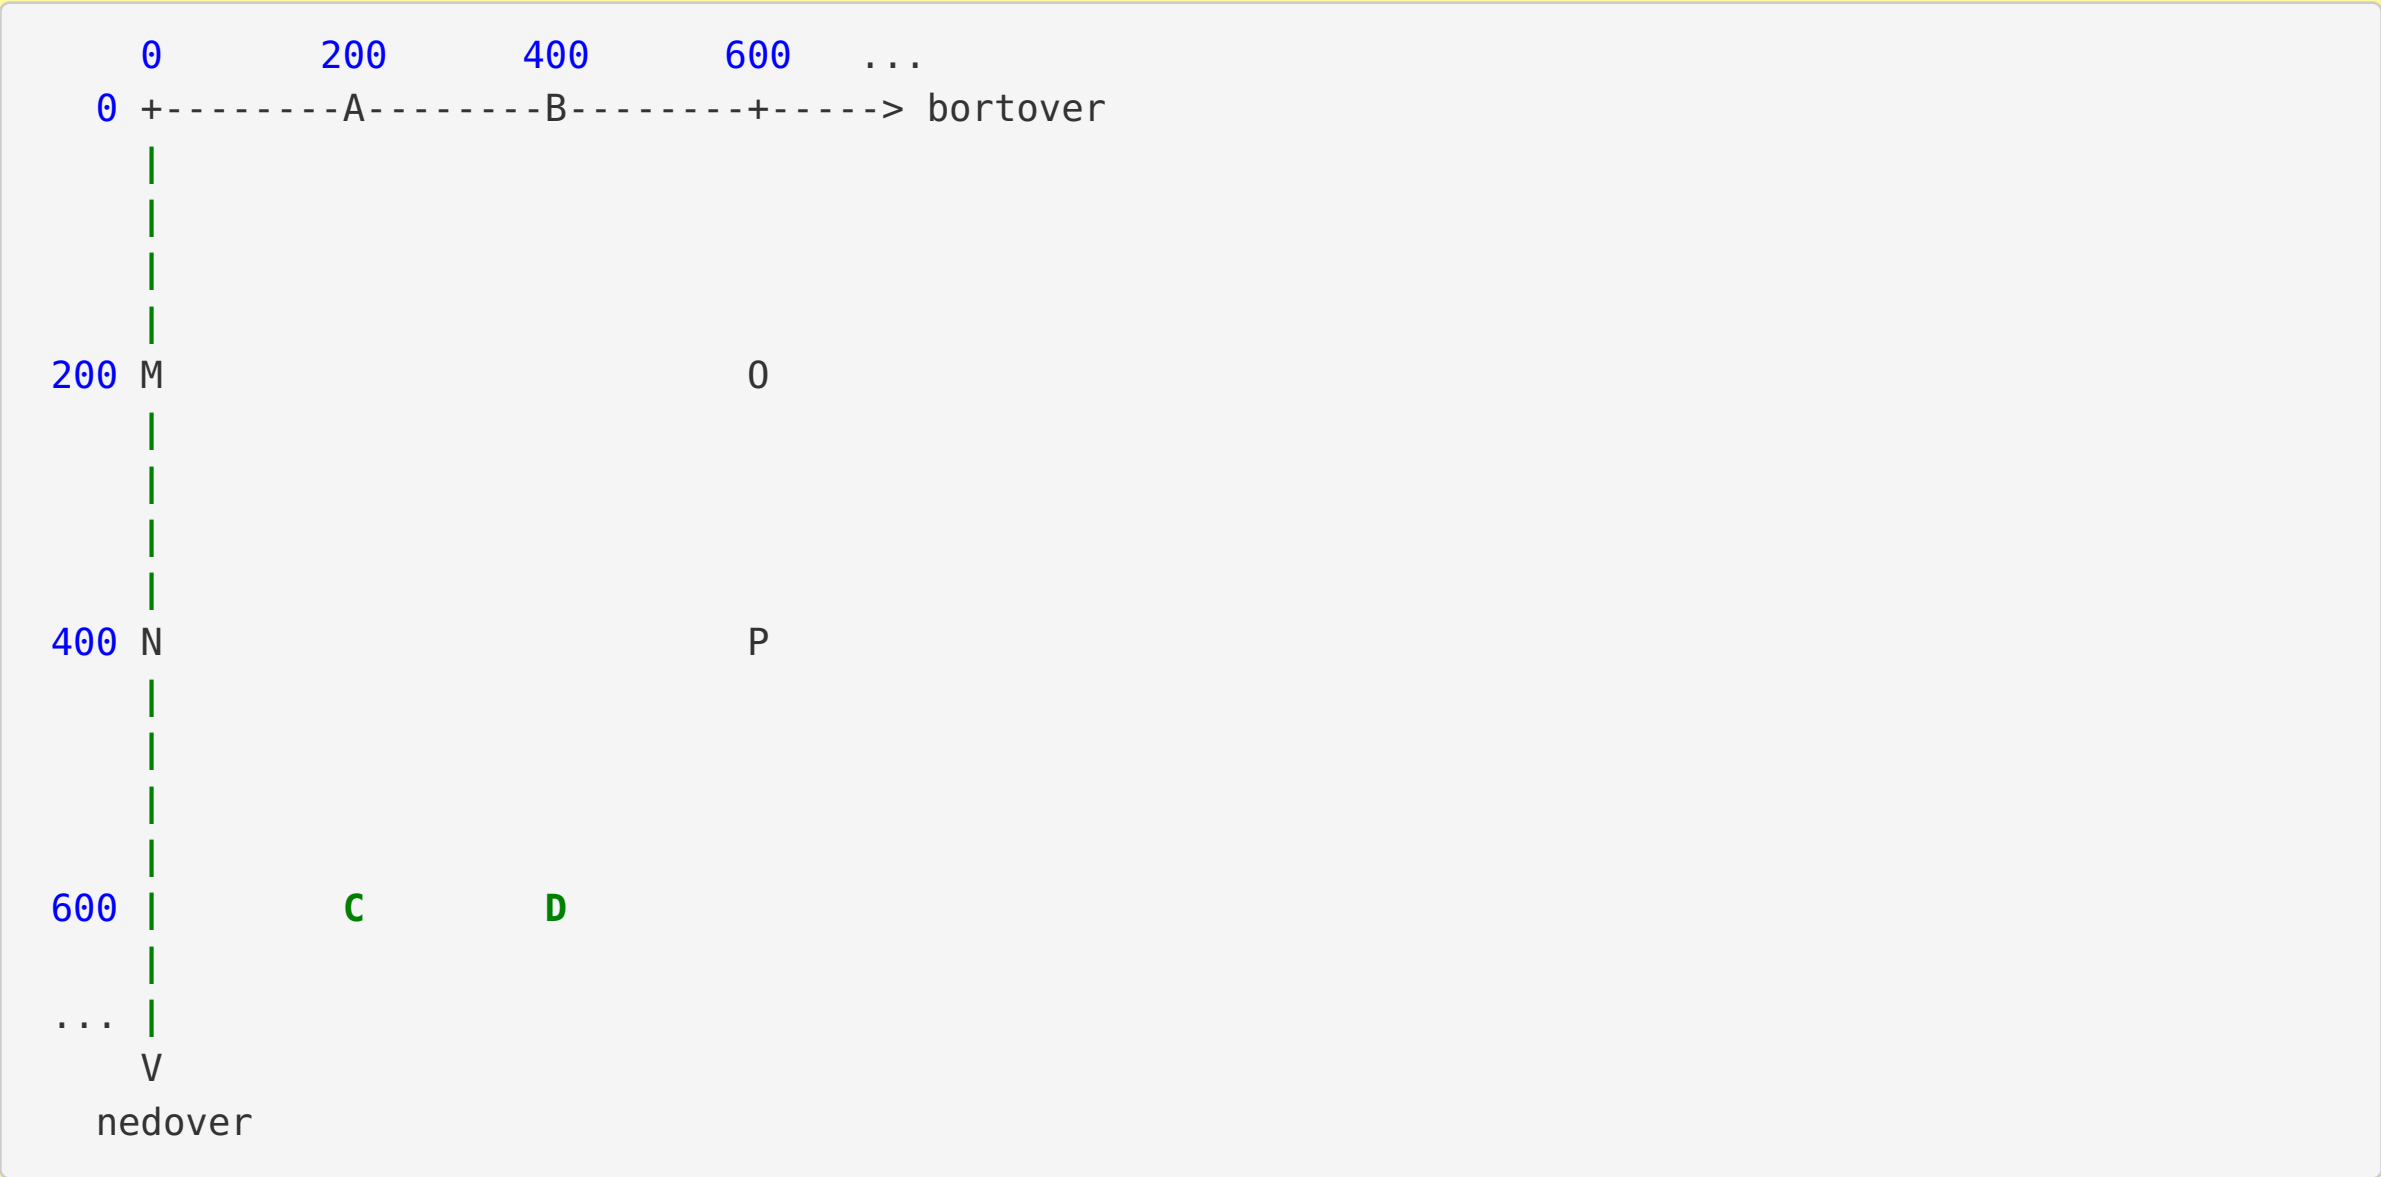 0       200      400      600   ...
  0 +--------A--------B--------+-----> bortover
    |
    |
    |
    |
200 M                          O
    |
    |
    |
    |
400 N                          P
    |
    |
    |
    |
600 |        C        D
    |
... |
    V
  nedover